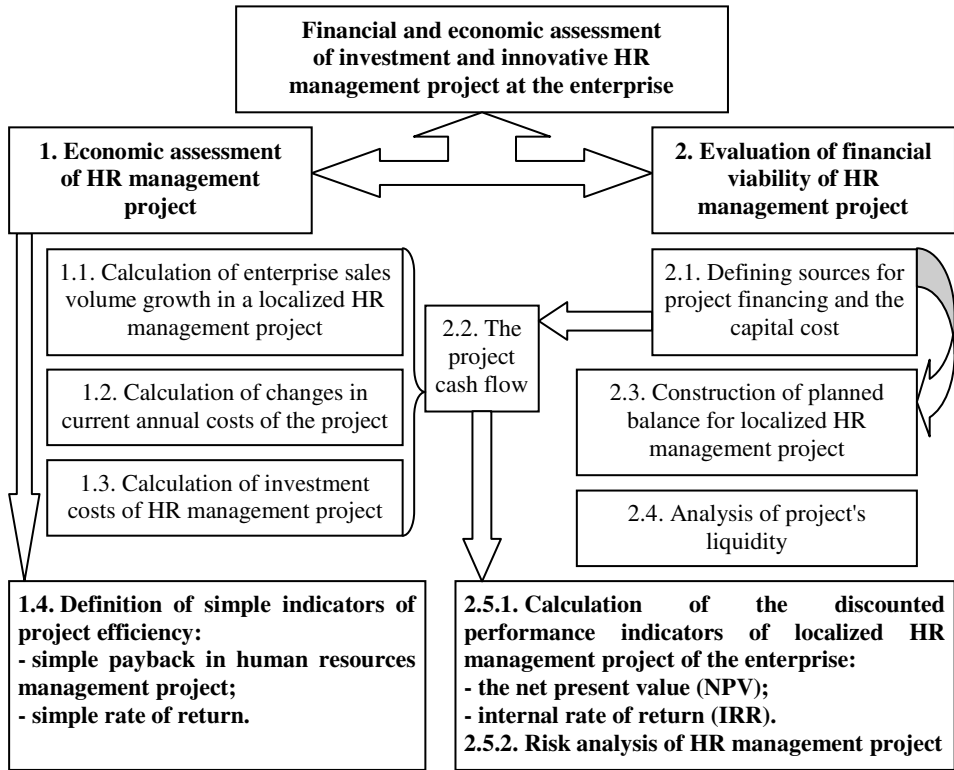 Financial and economic assessment
of investment and innovative HR
management project at the enterprise
1. Economic assessment
of HR management
project
2. Evaluation of financial
viability of HR
management project
1.1. Calculation of enterprise sales
volume growth in a localized HR
management project
1.2. Calculation of changes in
current annual costs of the project
1.3. Calculation of investment
costs of HR management project
2.2. The
project
cash flow
2.1. Defining sources for
project financing and the
capital cost
2.3. Construction of planned
balance for localized HR
management project
2.4. Analysis of project's
liquidity
1.4. Definition of simple indicators of
project efficiency:
- simple payback in human resources
management project;
- simple rate of return.
2.5.1. Calculation of the discounted
performance indicators of localized HR
management project of the enterprise:
- the net present value (NPV);
- internal rate of return (IRR).
2.5.2. Risk analysis of HR management project